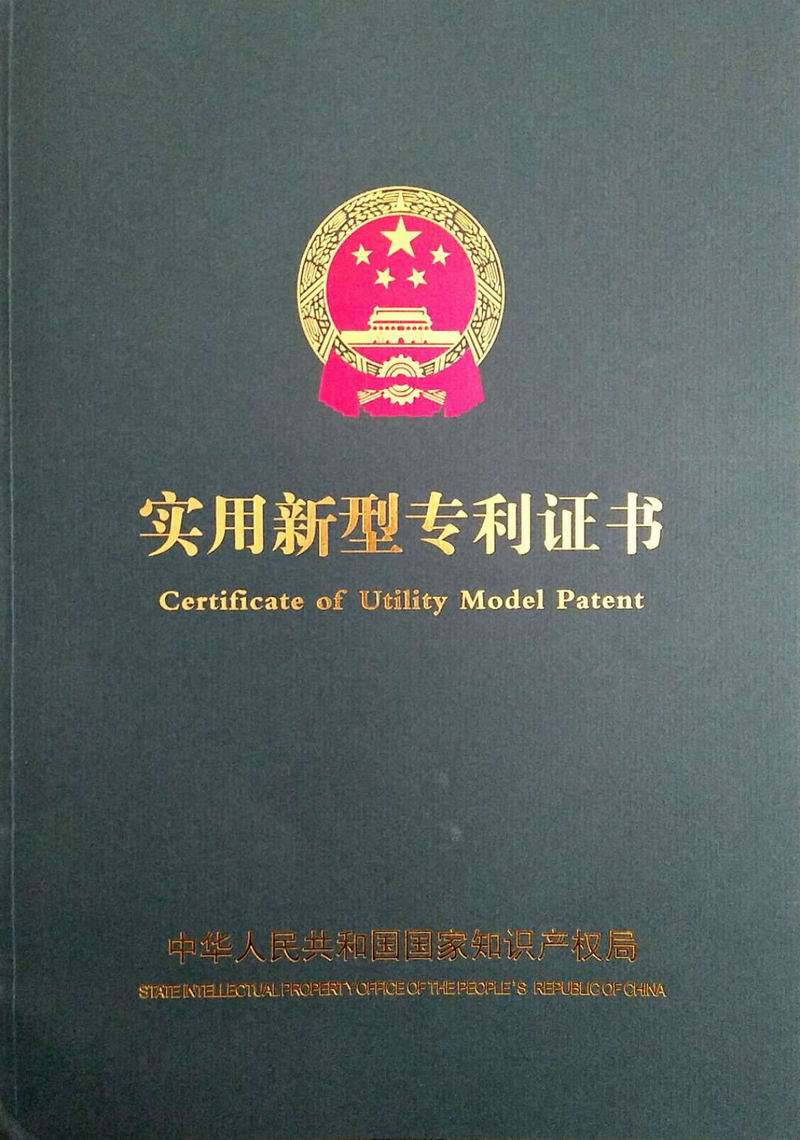 实用新型专利证书
Certificate of Utility Model Patent
中华人民共和国国家知识产权局
STATE INTELLECTUAL PROPERTY OFFICE OF THE PEOPLE'S REPUBLIC OF CHINA